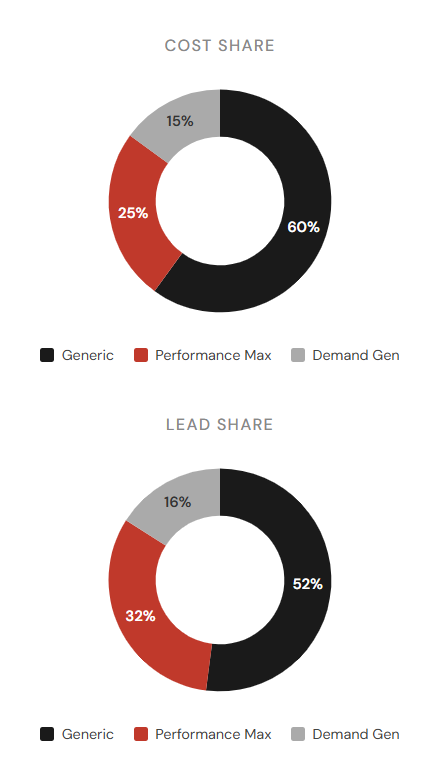 COST SHARE
15%
25%
60%
Generic Performance Max Demand Gen
LEAD SHARE
16%
52%
32%
Generic Performance Max Demand Gen